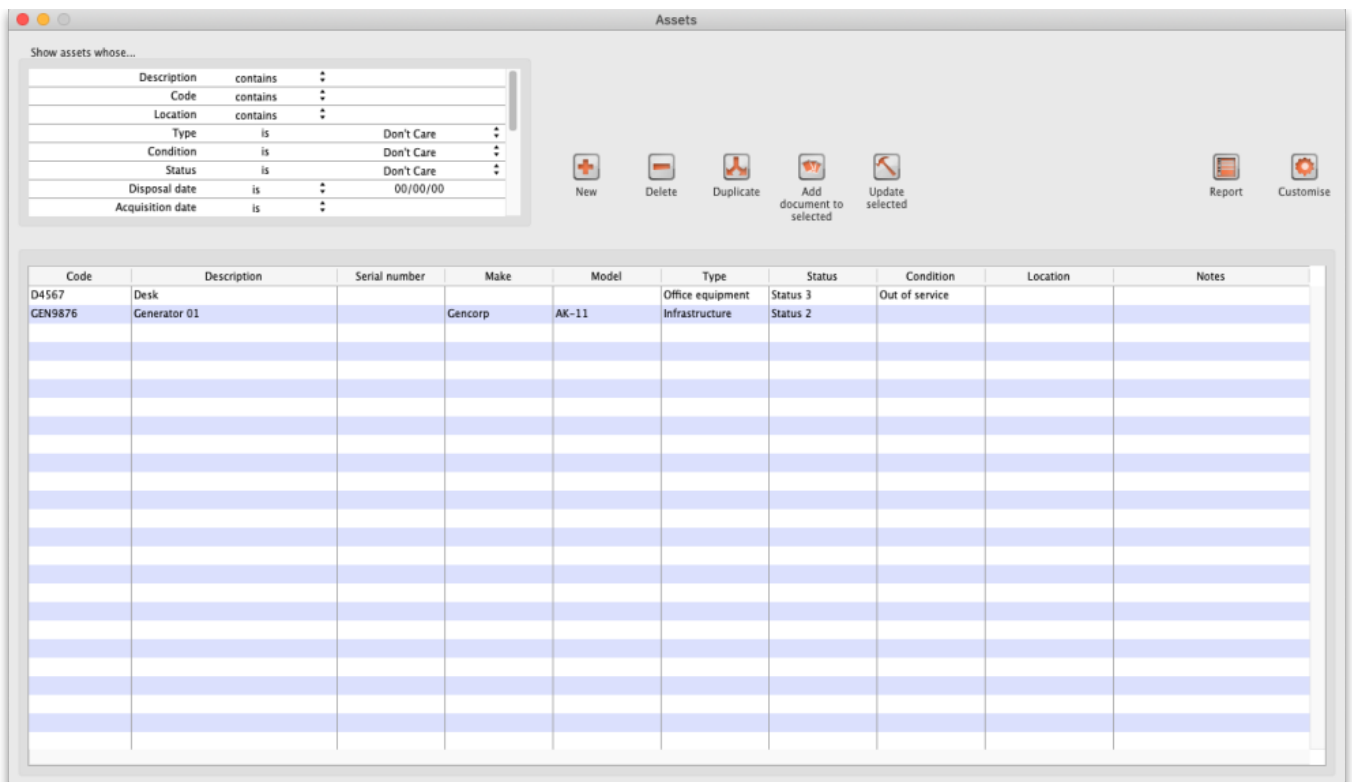 Assets
Show assets whose...
Description contains
Code contains
Location contains
Type is Don't Care
Condition is Don't Care
Status is Don't Care
Disposal date is 00/00/00
Acquisition date is
New
Delete
Duplicate
Add document to selected
Update selected
Report
Customise
Code Description Serial number Make Model Type Status Condition Location Notes
D4567 Desk Office equipment Status 3 Out of service
GEN9876 Generator 01 Gencorp AK-11 Infrastructure Status 2